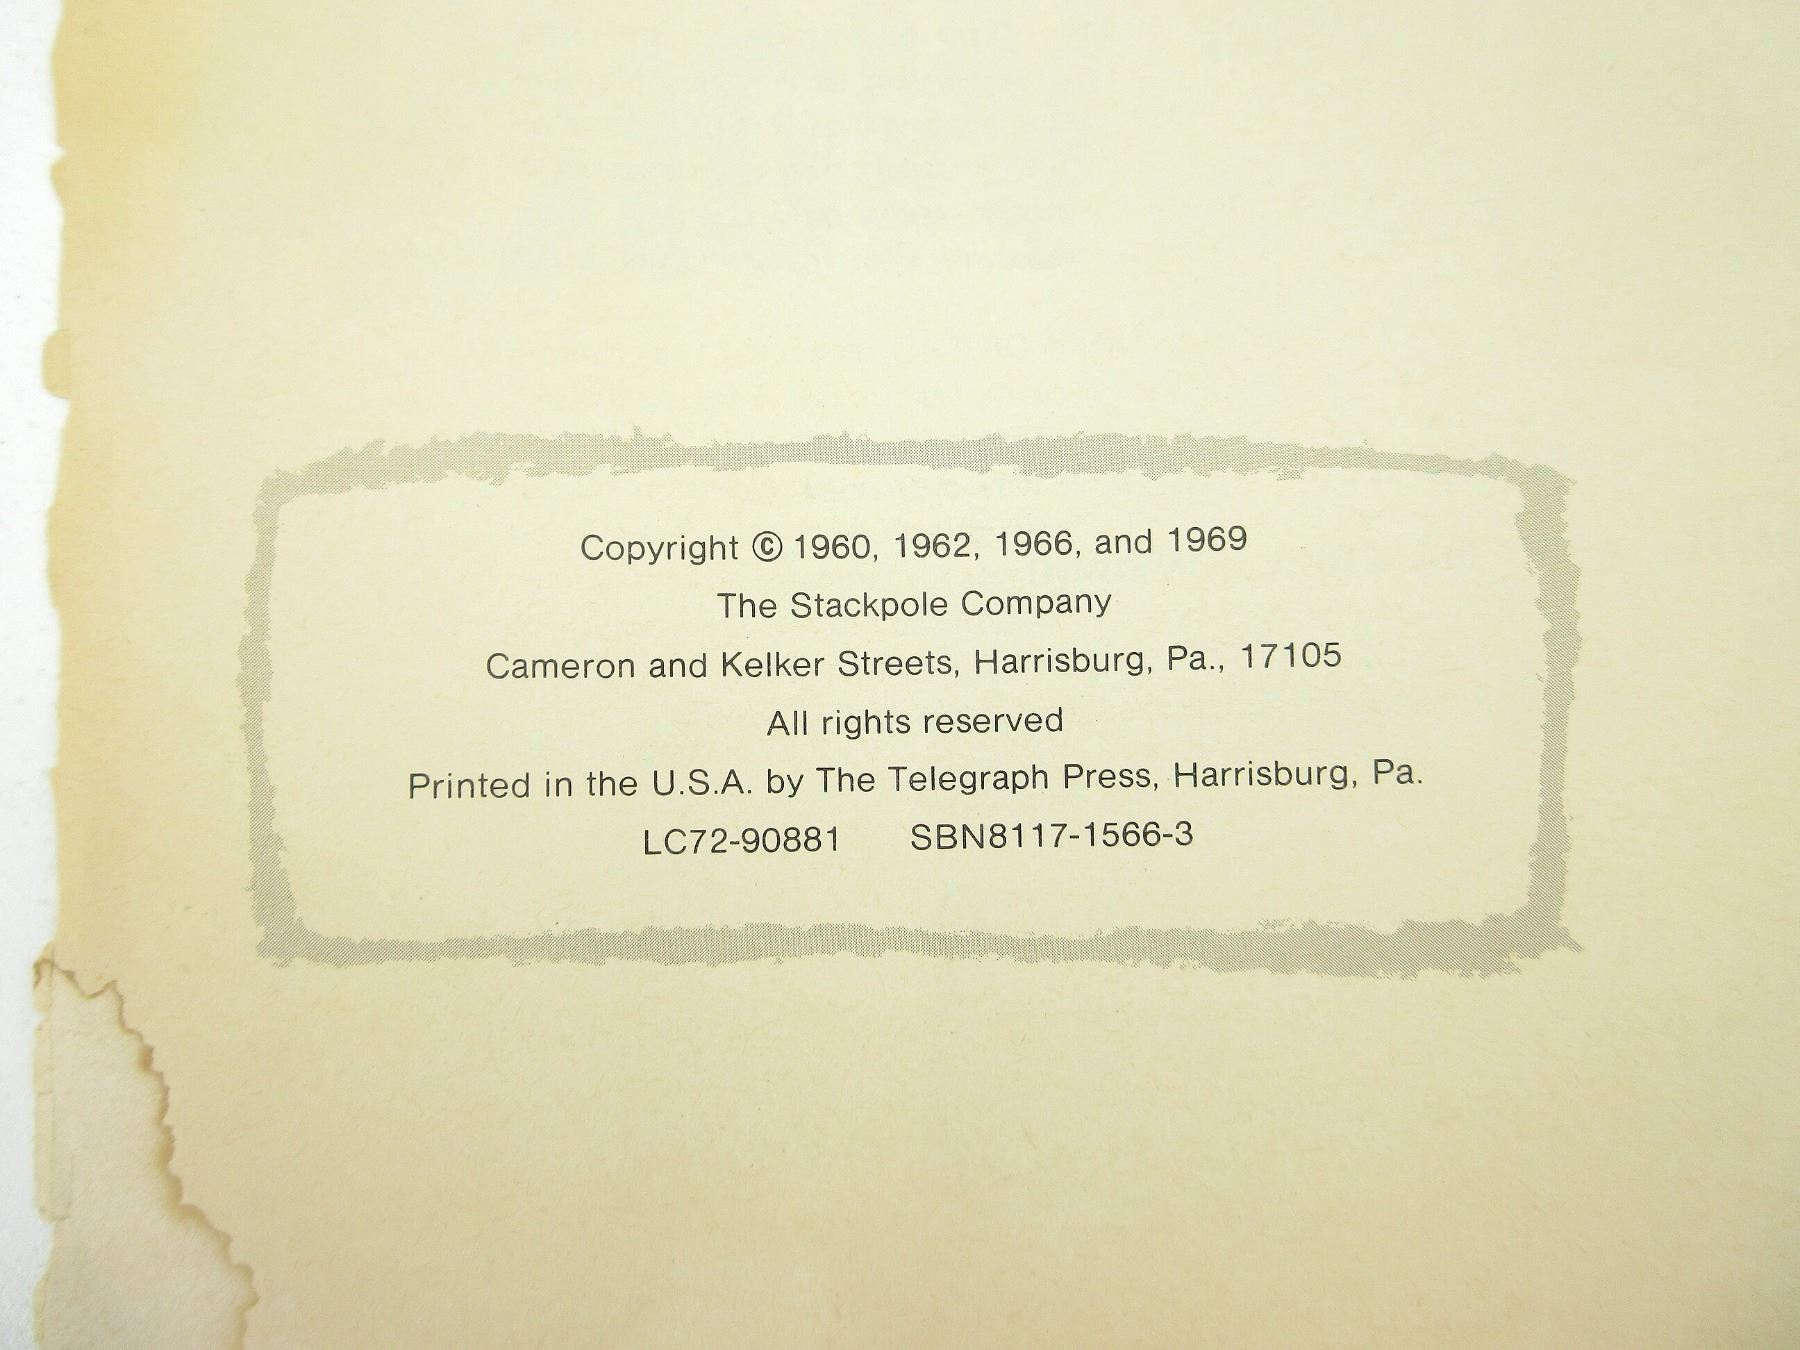 Copyright © 1960, 1962, 1966, and 1969
The Stackpole Company
Cameron and Kelker Streets, Harrisburg, Pa., 17105
All rights reserved
Printed in the U.S.A. by The Telegraph Press, Harrisburg, Pa.
LC72-90881 SBN8117-1566-3